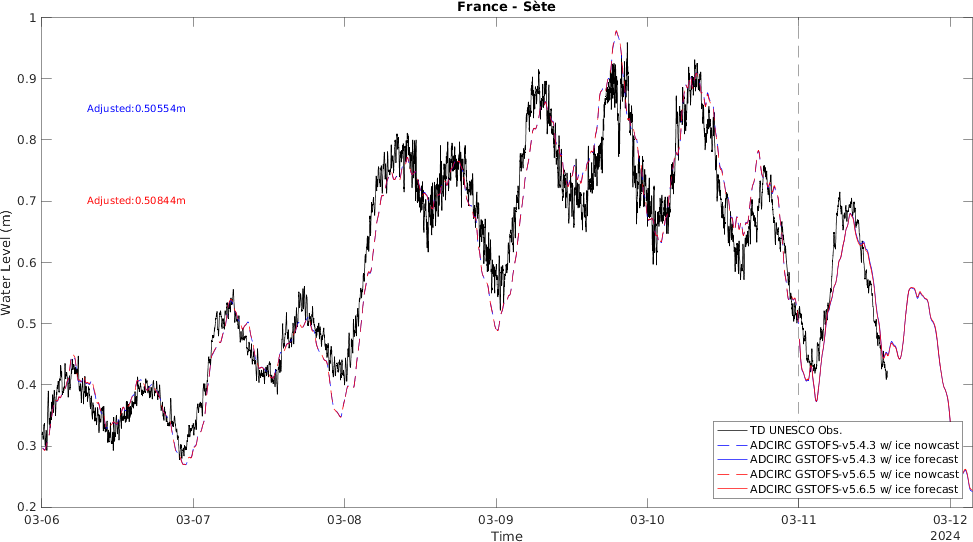 France - Sète
1
0.9
0.8
0.7
0.6
0.5
0.4
0.3
0.2
Water Level (m)
Adjusted:0.50554m
Adjusted:0.50844m
TD UNESCO Obs.
ADCIRC GSTOFS-v5.4.3 w/ ice nowcast
ADCIRC GSTOFS-v5.4.3 w/ ice forecast
ADCIRC GSTOFS-v5.6.5 w/ ice nowcast
ADCIRC GSTOFS-v5.6.5 w/ ice forecast
03-06 03-07 03-08 03-09 03-10 03-11 03-12
Time
2024